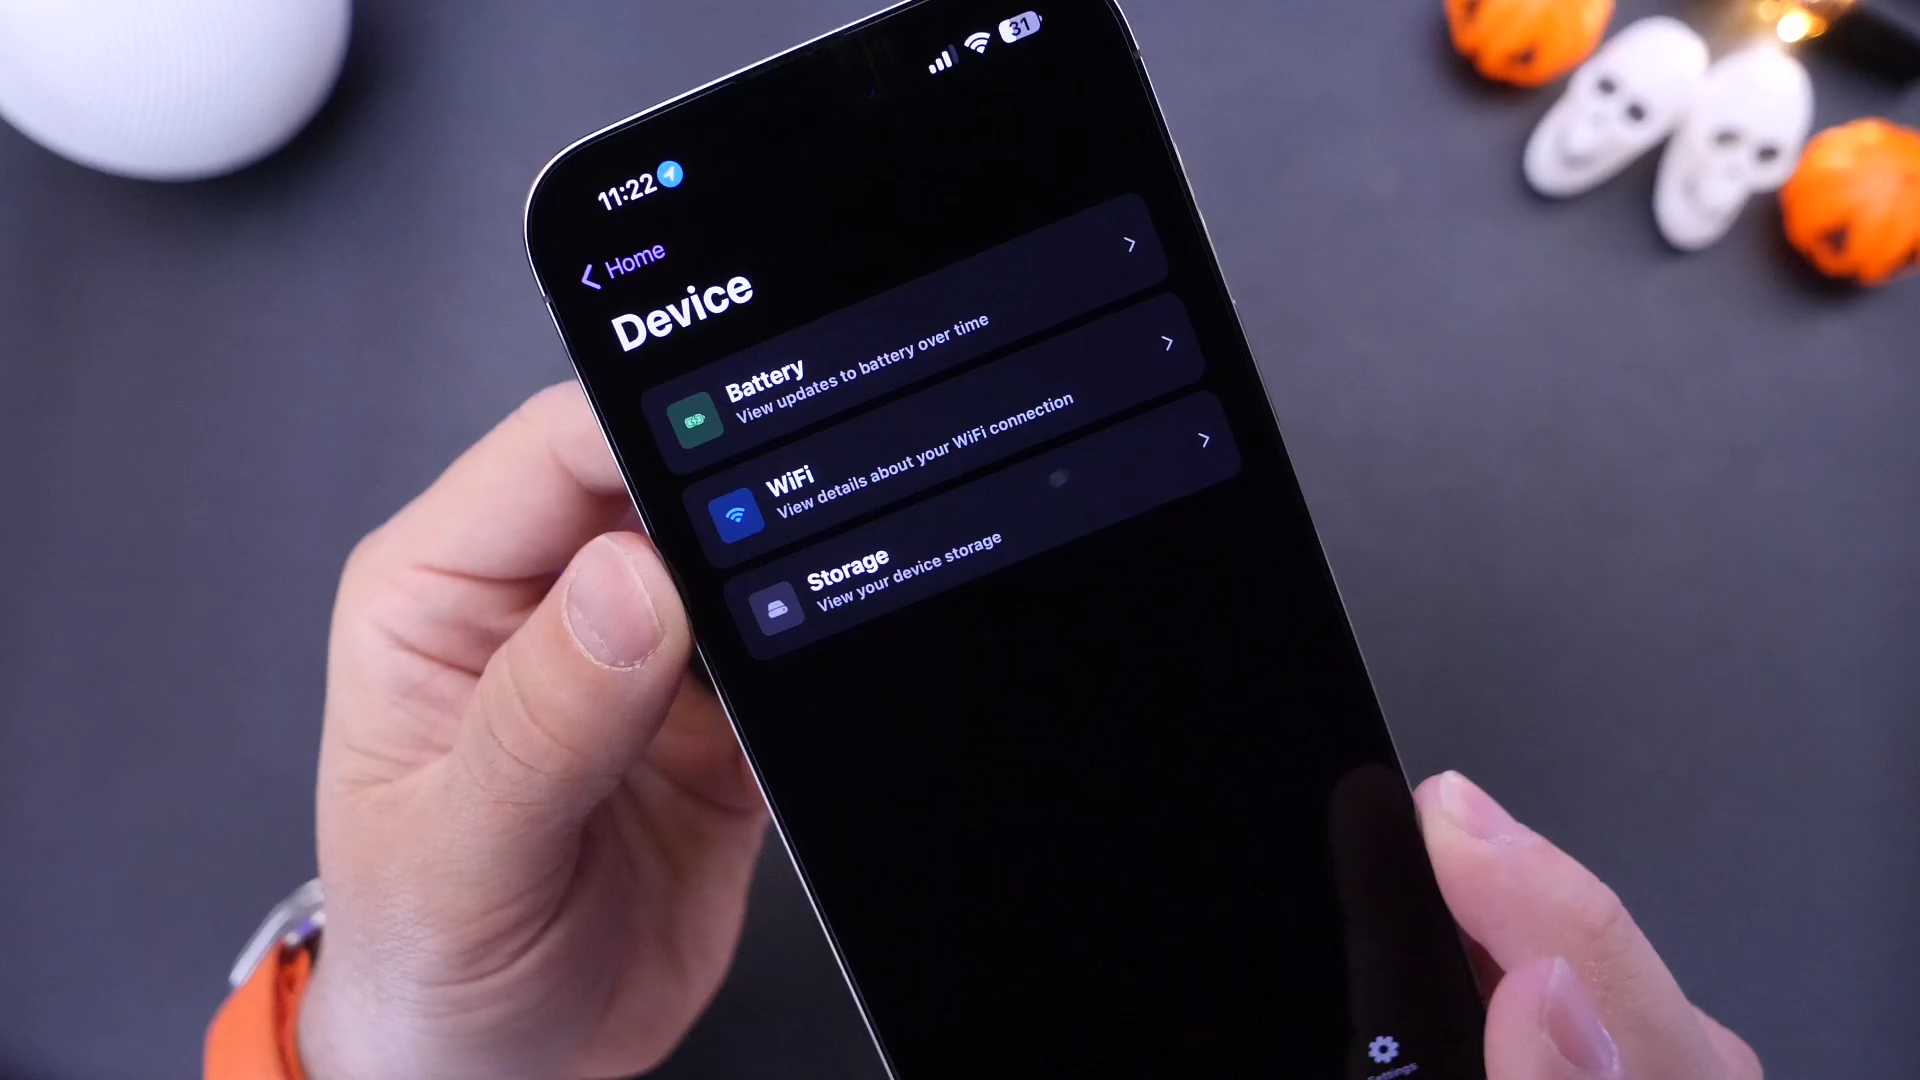 31
11:22
Home
Device
Battery
View updates to battery over time
WiFi
View details about your WiFi connection
Storage
View your device storage
Settings